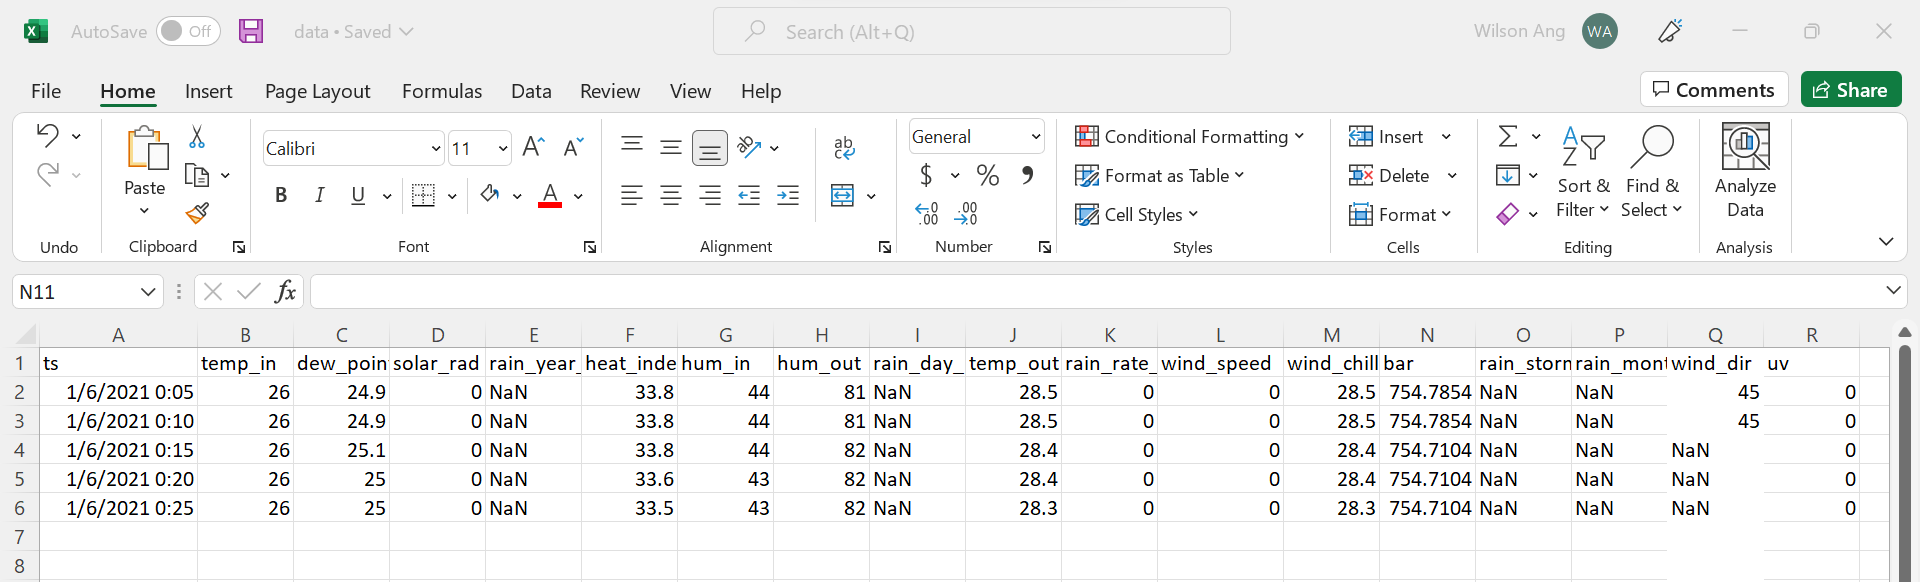 AutoSave Off data • Saved Search (Alt+Q) Wilson Ang WA
File Home Insert Page Layout Formulas Data Review View Help Comments Share
Paste
Calibri 11
B I U A
ab
General
$ % ,
Conditional Formatting
Format as Table
Cell Styles
Insert
Delete
Format
Sort & Filter
Find & Select
Analyze Data
Undo Clipboard Font Alignment Number Styles Cells Editing Analysis
N11 fx
A B C D E F G H I J K L M N O P Q R
1 ts temp_in dew_poin solar_rad rain_year_ heat_inde hum_in hum_out rain_day_ temp_out rain_rate_ wind_speed wind_chill bar rain_storm rain_mont wind_dir uv
2 1/6/2021 0:05 26 24.9 0 NaN 33.8 44 81 NaN 28.5 0 0 28.5 754.7854 NaN NaN 45 0
3 1/6/2021 0:10 26 24.9 0 NaN 33.8 44 81 NaN 28.5 0 0 28.5 754.7854 NaN NaN 45 0
4 1/6/2021 0:15 26 25.1 0 NaN 33.8 44 82 NaN 28.4 0 0 28.4 754.7104 NaN NaN NaN 0
5 1/6/2021 0:20 26 25 0 NaN 33.6 43 82 NaN 28.4 0 0 28.4 754.7104 NaN NaN NaN 0
6 1/6/2021 0:25 26 25 0 NaN 33.5 43 82 NaN 28.3 0 0 28.3 754.7104 NaN NaN NaN 0
7
8